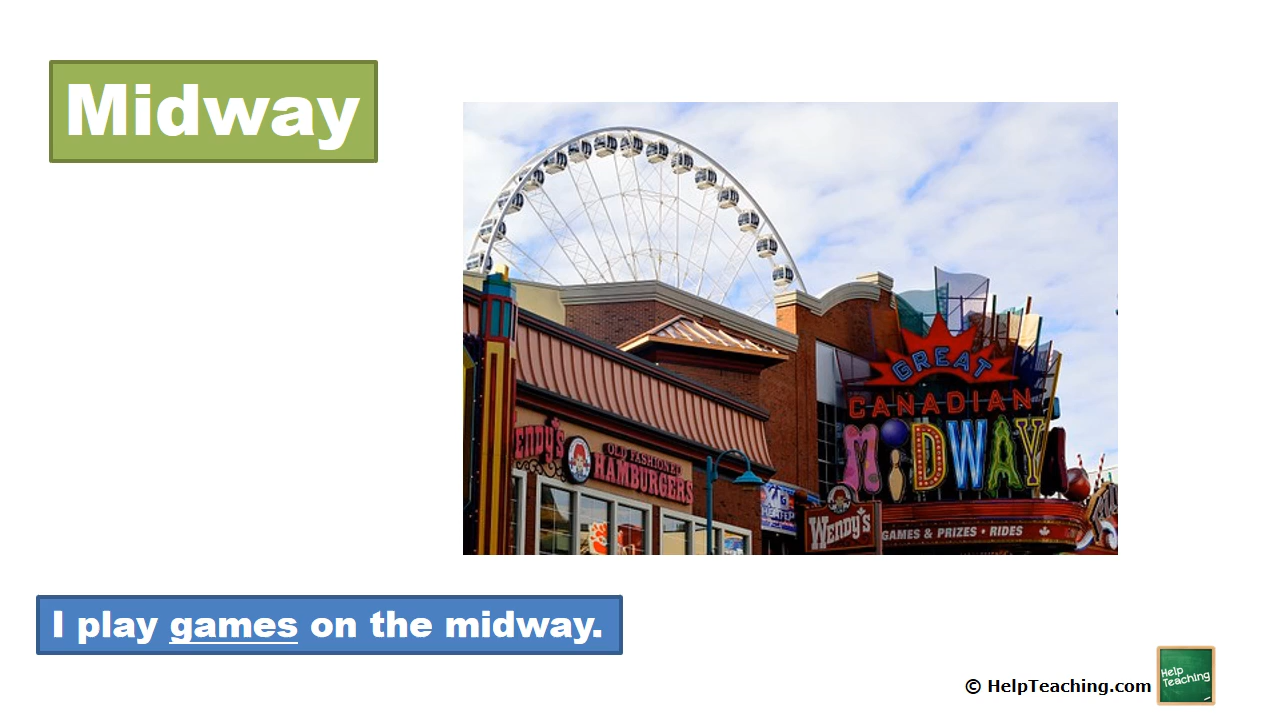 Midway
GREAT
CANADIAN
MIDWAY
WENDY'S
OLD FASHIONED
HAMBURGERS
WENDY'S
GAMES & PRIZES • RIDES
I play games on the midway.
© HelpTeaching.com
Help
Teaching